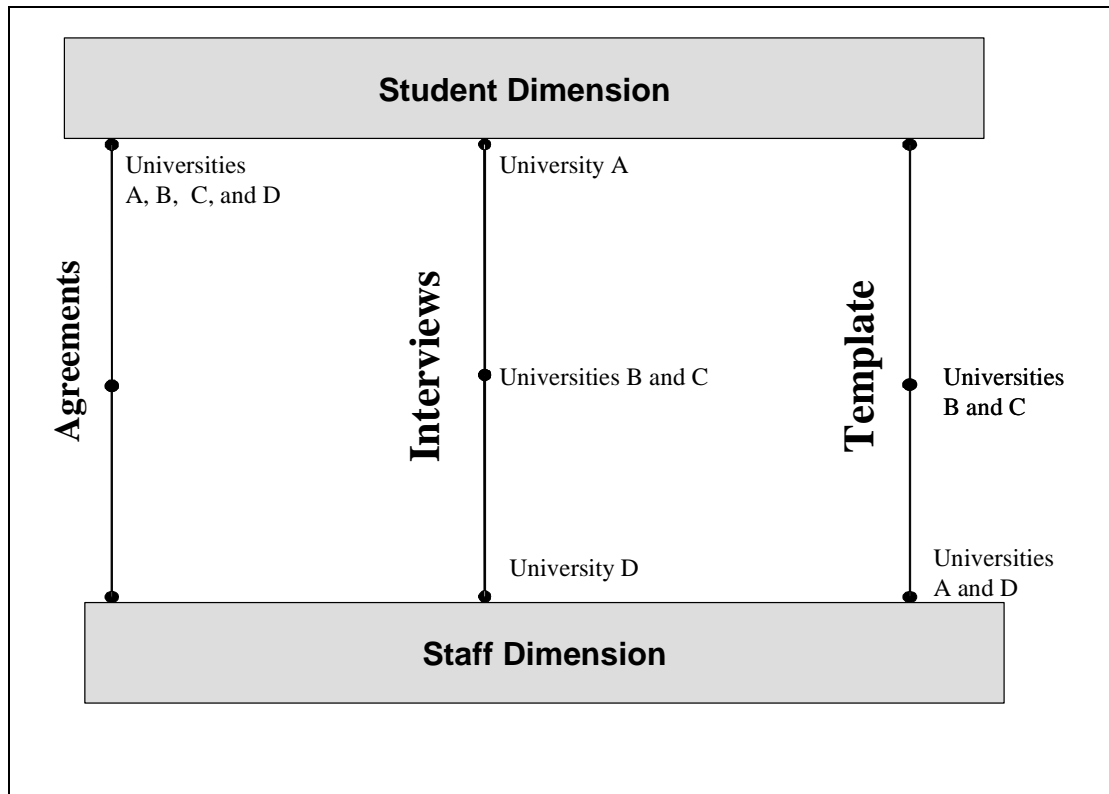 Student Dimension
Universities
A, B, C, and D
University A
Agreements
Interviews
Template
Universities B and C
Universities
B and C
University D
Universities
A and D
Staff Dimension